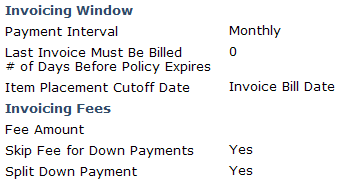 Invoicing Window
Payment Interval Monthly
Last Invoice Must Be Billed 0
# of Days Before Policy Expires
Item Placement Cutoff Date Invoice Bill Date
Invoicing Fees
Fee Amount
Skip Fee for Down Payments Yes
Split Down Payment Yes